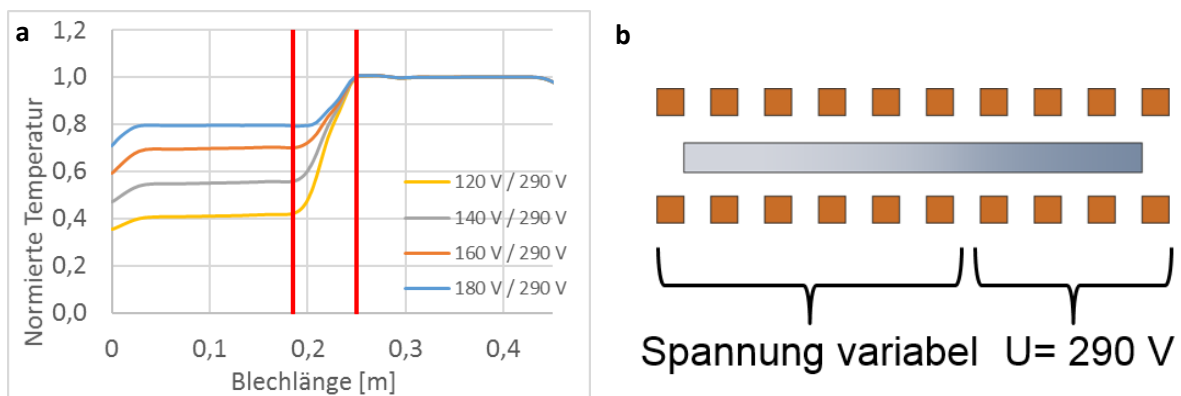 a
1,2
1,0
0,8
0,6
0,4
0,2
0,0
Normierte Temperatur
0
0,1
0,2
0,3
0,4
Blechlänge [m]
120 V / 290 V
140 V / 290 V
160 V / 290 V
180 V / 290 V
b
Spannung variabel
U= 290 V